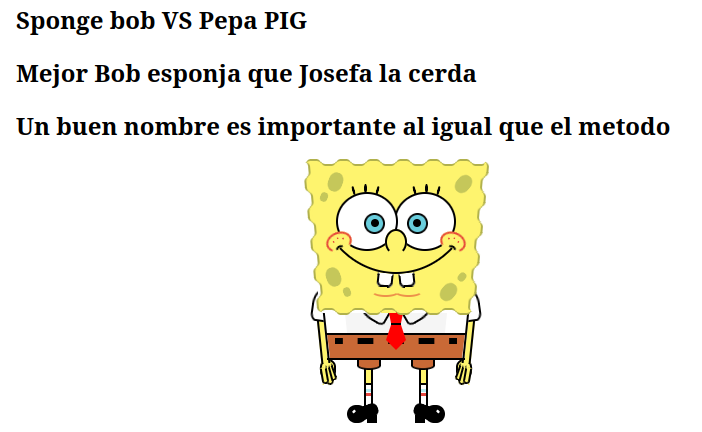 Sponge bob VS Pepa PIG
Mejor Bob esponja que Josefa la cerda
Un buen nombre es importante al igual que el metodo